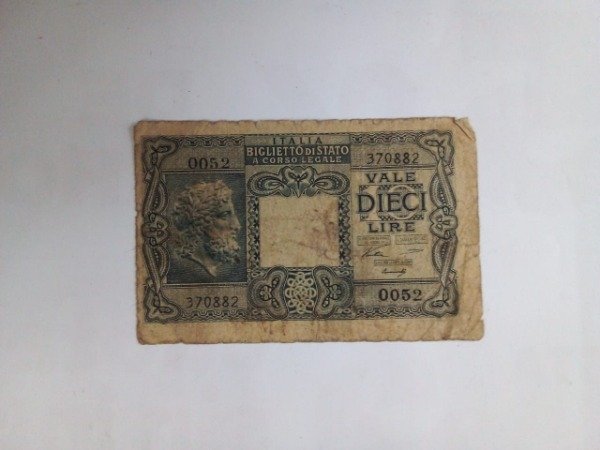 ITALIA
BIGLIETTO DI STATO
A CORSO LEGALE
0052
370882
VALE
DIECI
LIRE
370882
0052